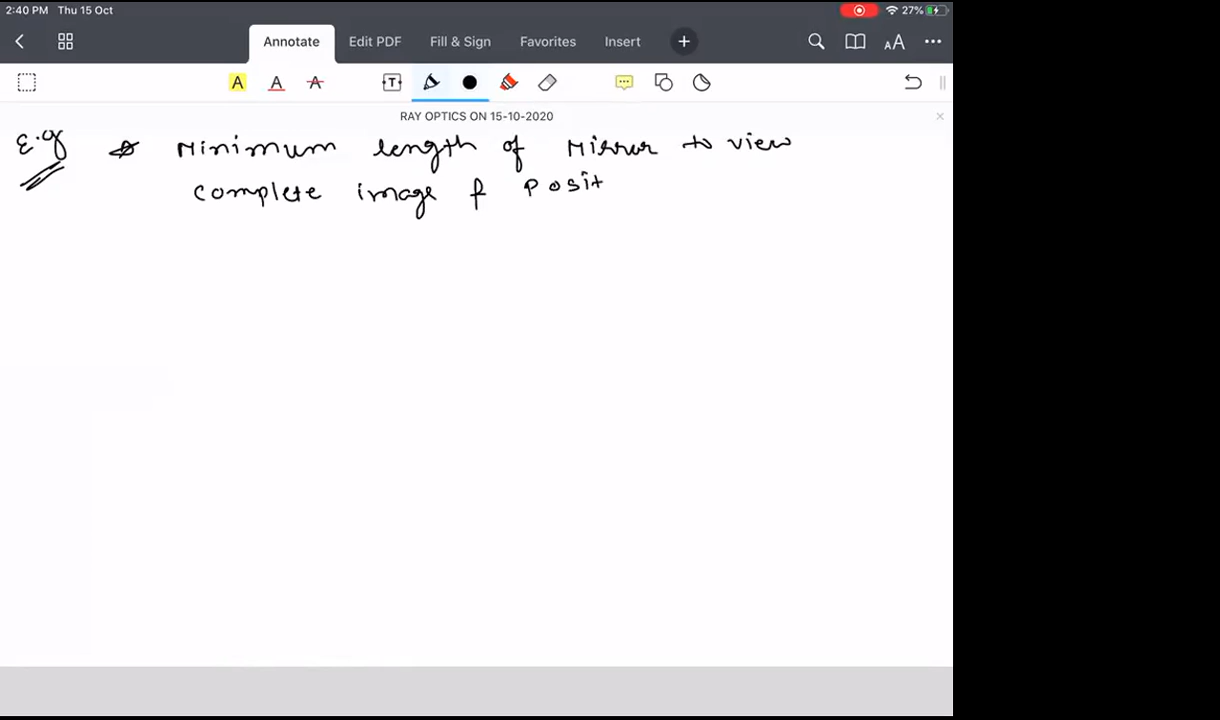 2:40 PM Thu 15 Oct 27%
Annotate Edit PDF Fill & Sign Favorites Insert
RAY OPTICS ON 15-10-2020
E.g Minimum length of Mirror to view
complete image & Posit